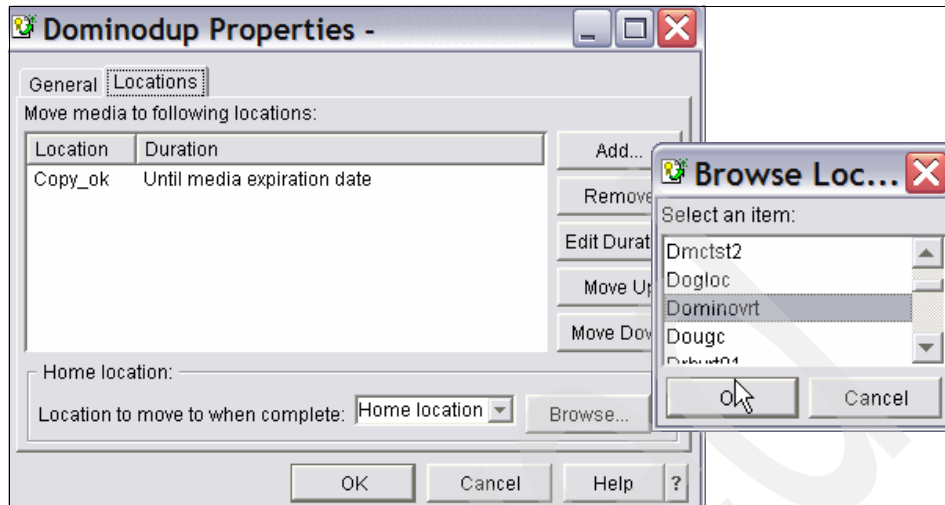 Dominodup Properties -
General
Locations
Move media to following locations:
Location Duration
Copy_ok Until media expiration date
Add...
Remove
Edit Durat
Move Up
Move Dow
Home location:
Location to move to when complete: Home location Browse...
OK Cancel Help ?
Browse Loc...
Select an item:
Dmctst2
Dogloc
Dominovrt
Dougc
OK Cancel